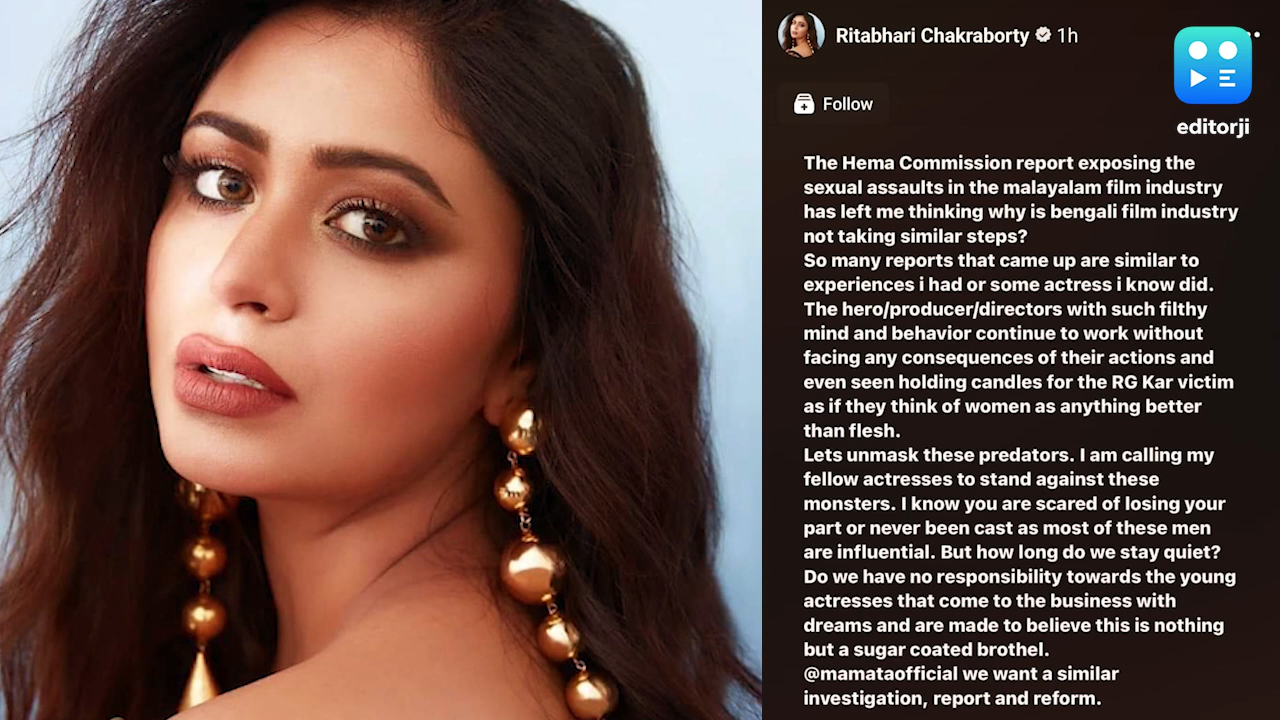 Ritabhari Chakraborty 1h
Follow
editorji
The Hema Commission report exposing the
sexual assaults in the malayalam film industry
has left me thinking why is bengali film industry
not taking similar steps?
So many reports that came up are similar to
experiences i had or some actress i know did.
The hero/producer/directors with such filthy
mind and behavior continue to work without
facing any consequences of their actions and
even seen holding candles for the RG Kar victim
as if they think of women as anything better
than flesh.
Lets unmask these predators. I am calling my
fellow actresses to stand against these
monsters. I know you are scared of losing your
part or never been cast as most of these men
are influential. But how long do we stay quiet?
Do we have no responsibility towards the young
actresses that come to the business with
dreams and are made to believe this is nothing
but a sugar coated brothel.
@mamataofficial we want a similar
investigation, report and reform.